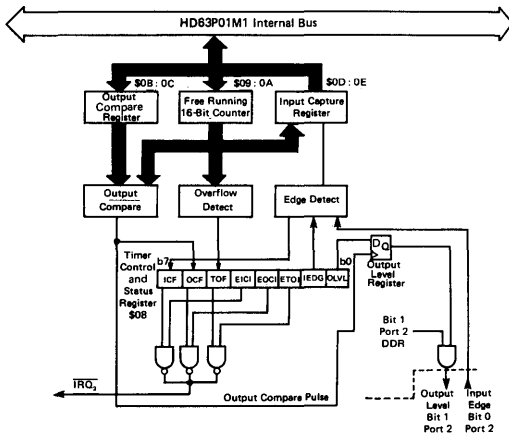 HD63P01M1 Internal Bus
$0B : 0C
$09 : 0A
$0D : 0E
Output
Compare
Register
Free Running
16-Bit Counter
Input Capture
Register
Output
Compare
Overflow
Detect
Edge Detect
Timer
Control
and
Status
Register
$08
b7
b0
ICF OCF TOF EICI EOCI ETOI IEDG OLVL
D Q
Output
Level
Register
Bit 1
Port 2
DDR
IRQ₂
Output Compare Pulse
Output
Level
Bit 1
Port 2
Input
Edge
Bit 0
Port 2